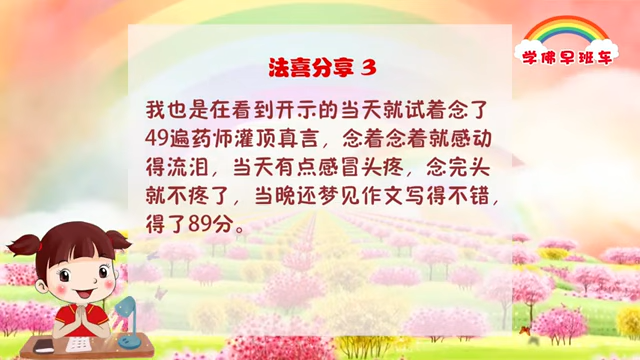 法喜分享 3
学佛早班车
我也是在看到开示的当天就试着念了
49遍药师灌顶真言，念着念着就感动
得流泪，当天有点感冒头疼，念完头
就不疼了，当晚还梦见作文写得不错，
得了89分。